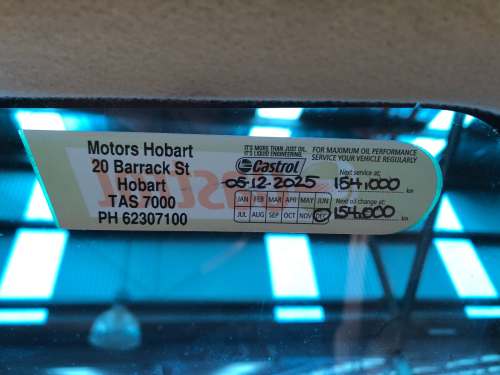 Motors Hobart
20 Barrack St
Hobart
TAS 7000
PH 62307100
IT'S MORE THAN JUST OIL.
IT'S LIQUID ENGINEERING.
Castrol
FOR MAXIMUM OIL PERFORMANCE
SERVICE YOUR VEHICLE REGULARLY
05-12-2025
Next service at:
154,000 km
JAN FEB MAR APR MAY JUN
JUL AUG SEP OCT NOV DEC
Next oil change at:
154,000 km